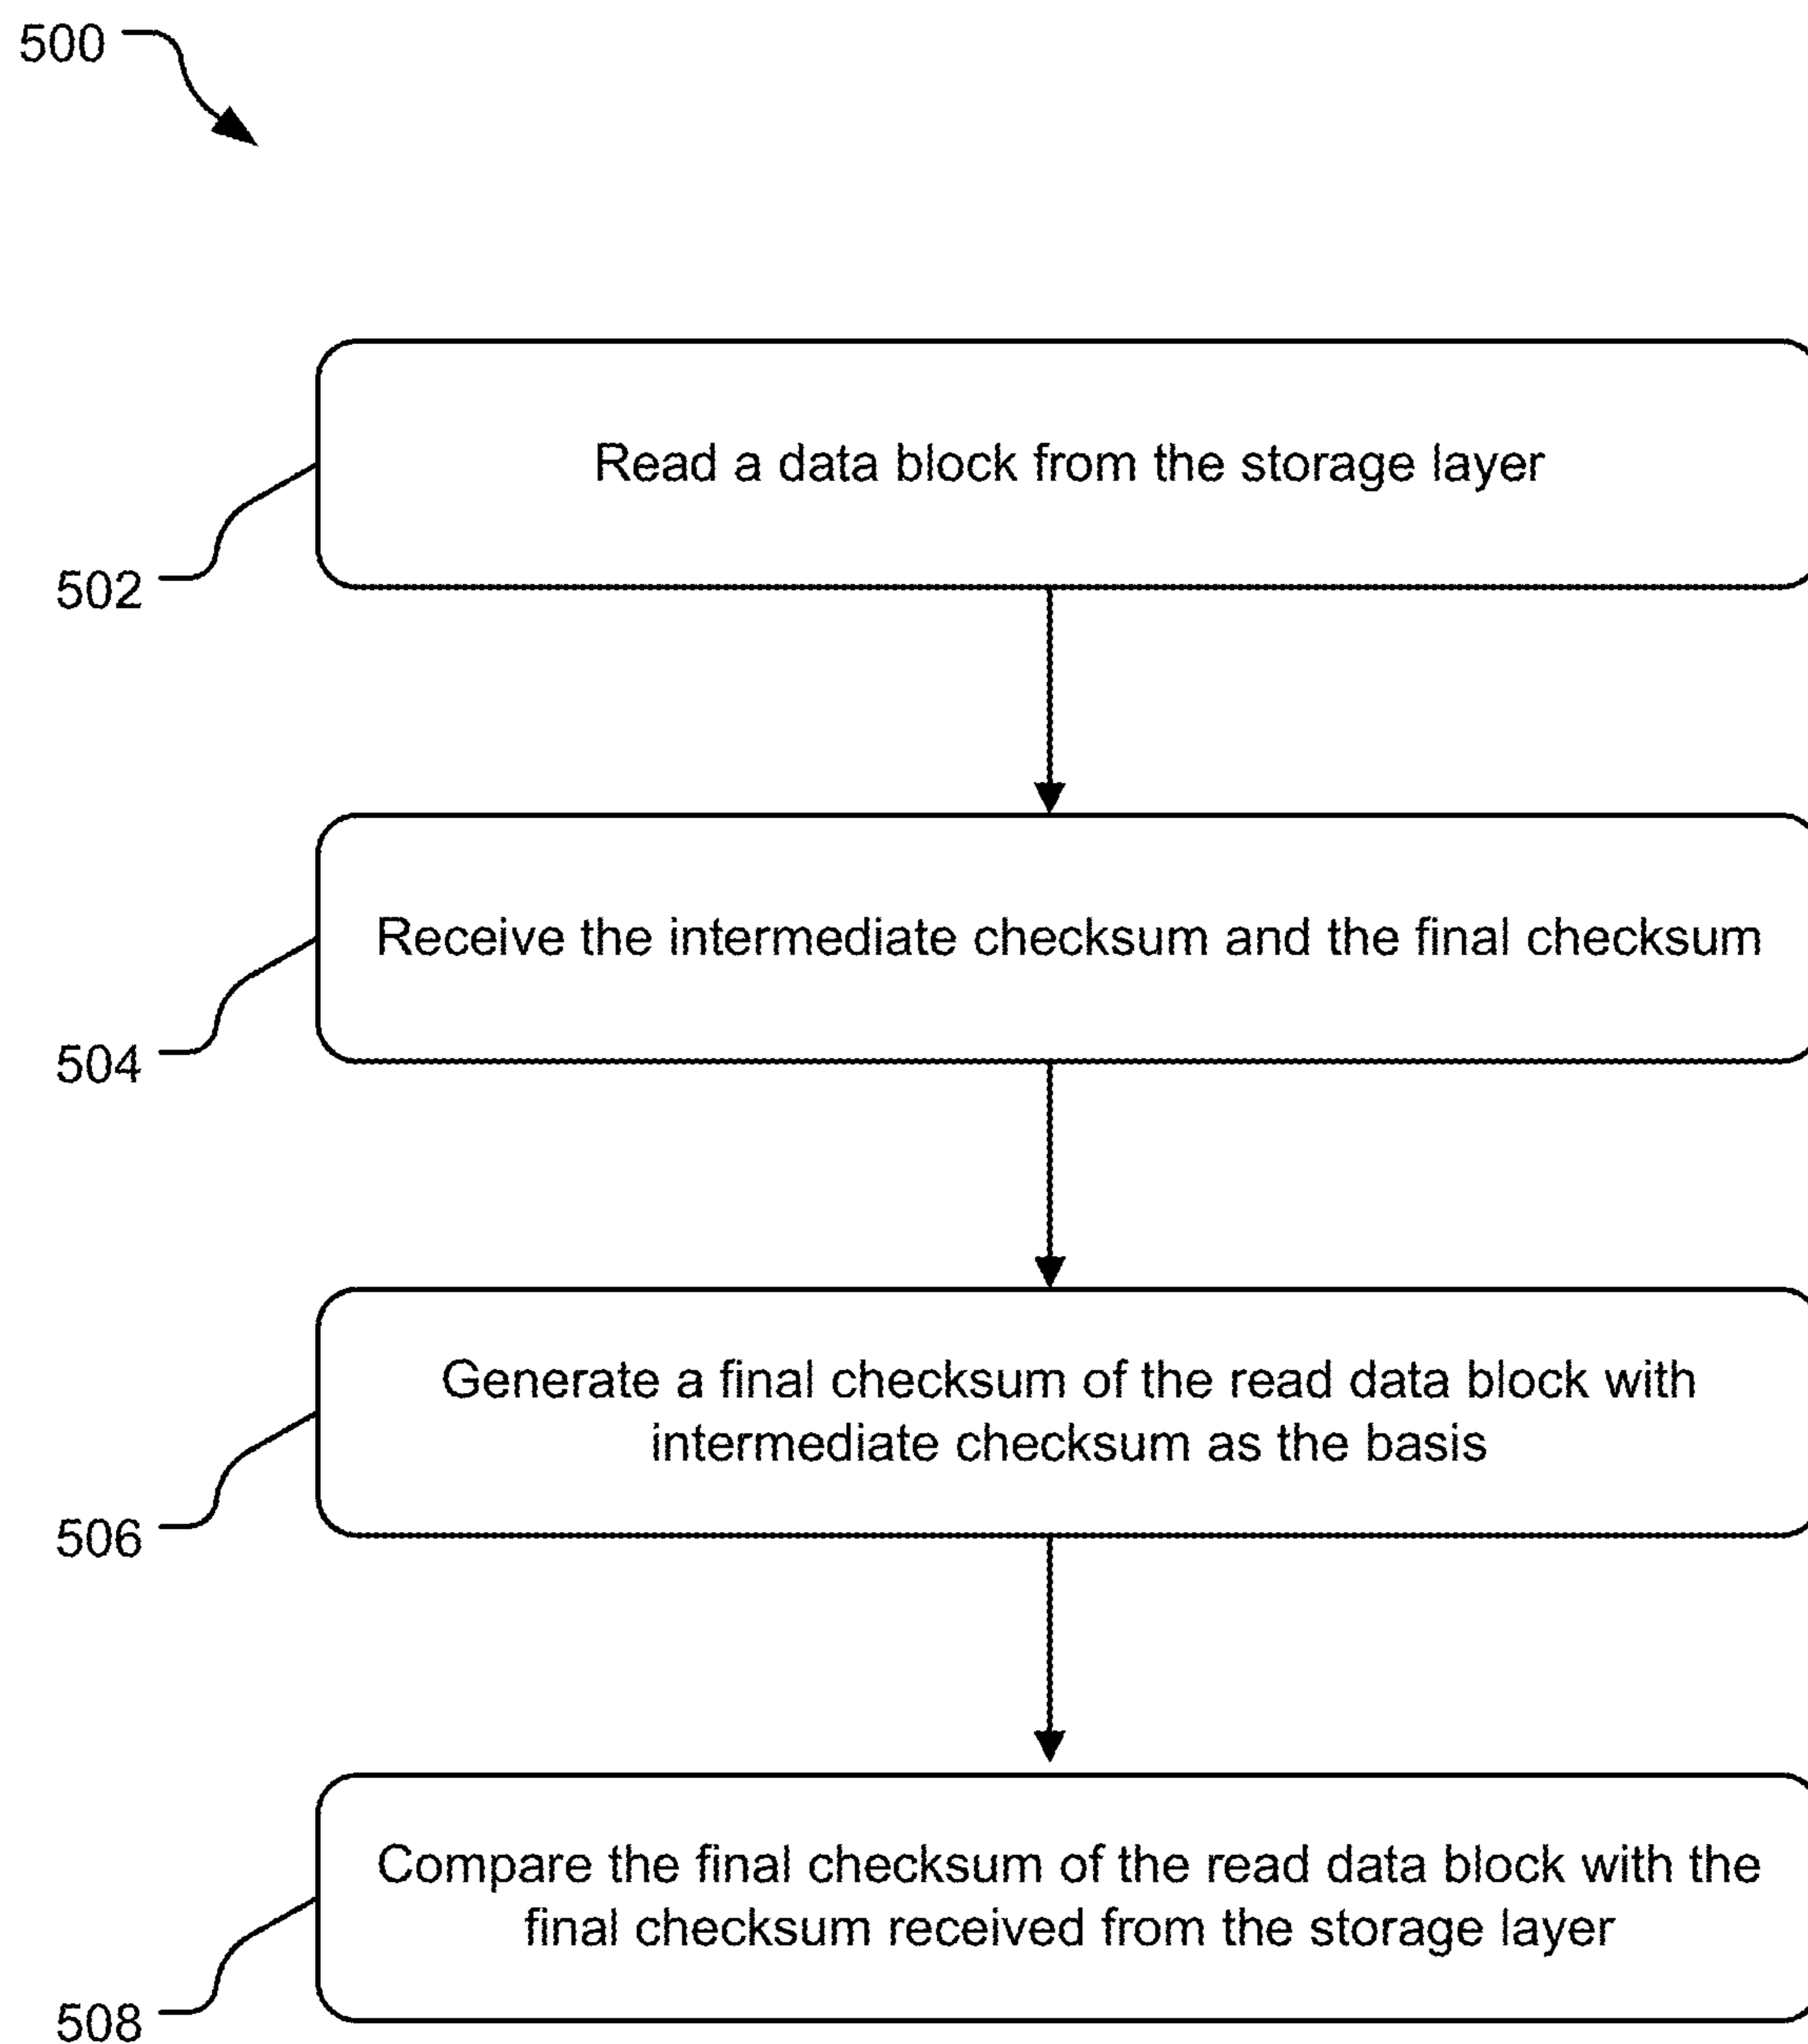 500
Read a data block from the storage layer
502
Receive the intermediate checksum and the final checksum
504
Generate a final checksum of the read data block with
intermediate checksum as the basis
506
Compare the final checksum of the read data block with the
final checksum received from the storage layer
508